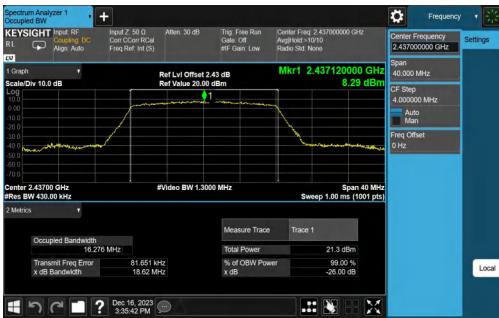 Spectrum Analyzer 1
Occupied BW
+
Frequency
KEYSIGHT
RL
Input: RF
Coupling: DC
Align: Auto
Input Z: 50 Ω
Corr CCorr RCal
Freq Ref: Int (S)
Atten: 30 dB
Trig: Free Run
Gate: Off
#IF Gain: Low
Center Freq: 2.437000000 GHz
Avg|Hold:>10/10
Radio Std: None
Center Frequency
2.437000000 GHz
Settings
Span
40.000 MHz
CF Step
4.000000 MHz
Auto
Man
Freq Offset
0 Hz
Local
1 Graph
Scale/Div 10.0 dB
Ref Lvl Offset 2.43 dB
Ref Value 20.00 dBm
Mkr1 2.437120000 GHz
8.29 dBm
Log
10.0
0.00
-10.0
-20.0
-30.0
-40.0
-50.0
-60.0
-70.0
1
Center 2.43700 GHz
#Video BW 1.3000 MHz
Span 40 MHz
#Res BW 430.00 kHz
Sweep 1.00 ms (1001 pts)
2 Metrics
Measure Trace
Trace 1
Occupied Bandwidth
16.276 MHz
Total Power
21.3 dBm
Transmit Freq Error
81.651 kHz
% of OBW Power
99.00 %
x dB Bandwidth
18.62 MHz
x dB
-26.00 dB
?
Dec 16, 2023
3:35:42 PM